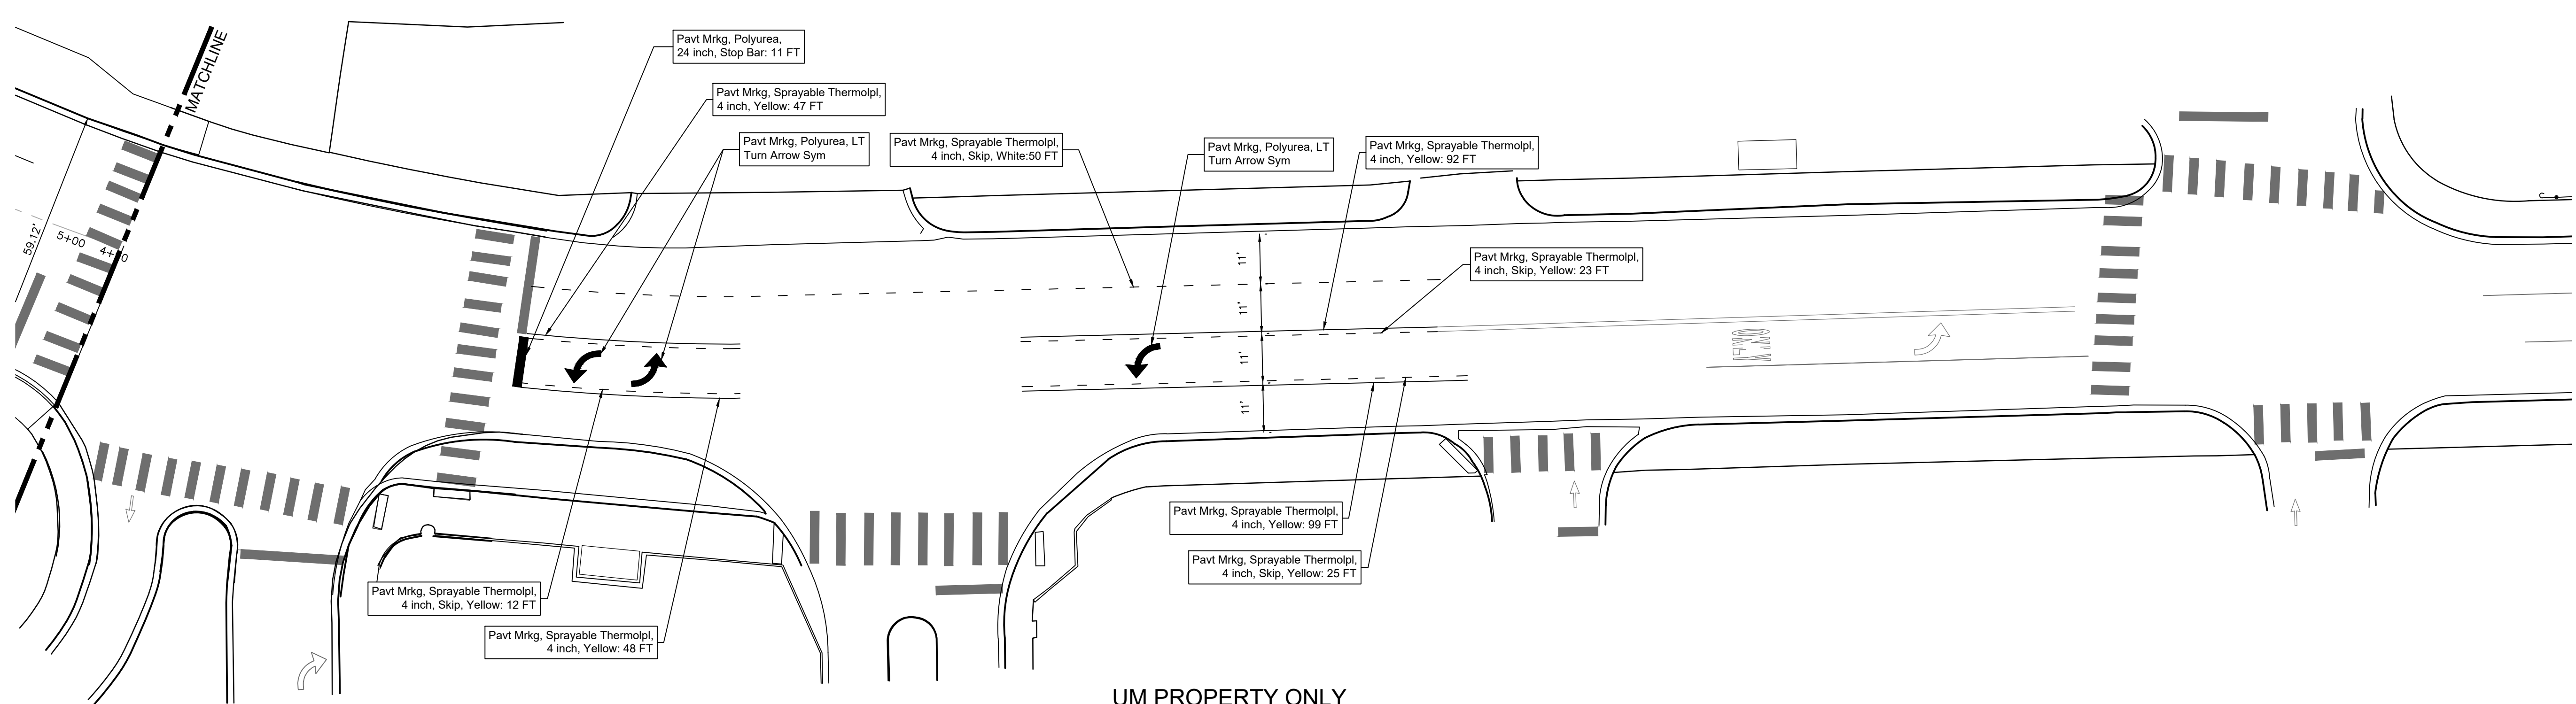 MATCHLINE
Pavt Mrkg, Polyurea,
24 inch, Stop Bar: 11 FT
Pavt Mrkg, Sprayable Thermolpl,
4 inch, Yellow: 47 FT
Pavt Mrkg, Polyurea, LT
Turn Arrow Sym
Pavt Mrkg, Sprayable Thermolpl,
4 inch, Skip, White:50 FT
Pavt Mrkg, Polyurea, LT
Turn Arrow Sym
Pavt Mrkg, Sprayable Thermolpl,
4 inch, Yellow: 92 FT
Pavt Mrkg, Sprayable Thermolpl,
4 inch, Skip, Yellow: 23 FT
59.12'
5+00
11'
11'
11'
11'
ONLY
Pavt Mrkg, Sprayable Thermolpl,
4 inch, Yellow: 99 FT
Pavt Mrkg, Sprayable Thermolpl,
4 inch, Skip, Yellow: 25 FT
Pavt Mrkg, Sprayable Thermolpl,
4 inch, Skip, Yellow: 12 FT
Pavt Mrkg, Sprayable Thermolpl,
4 inch, Yellow: 48 FT
UM PROPERTY ONLY